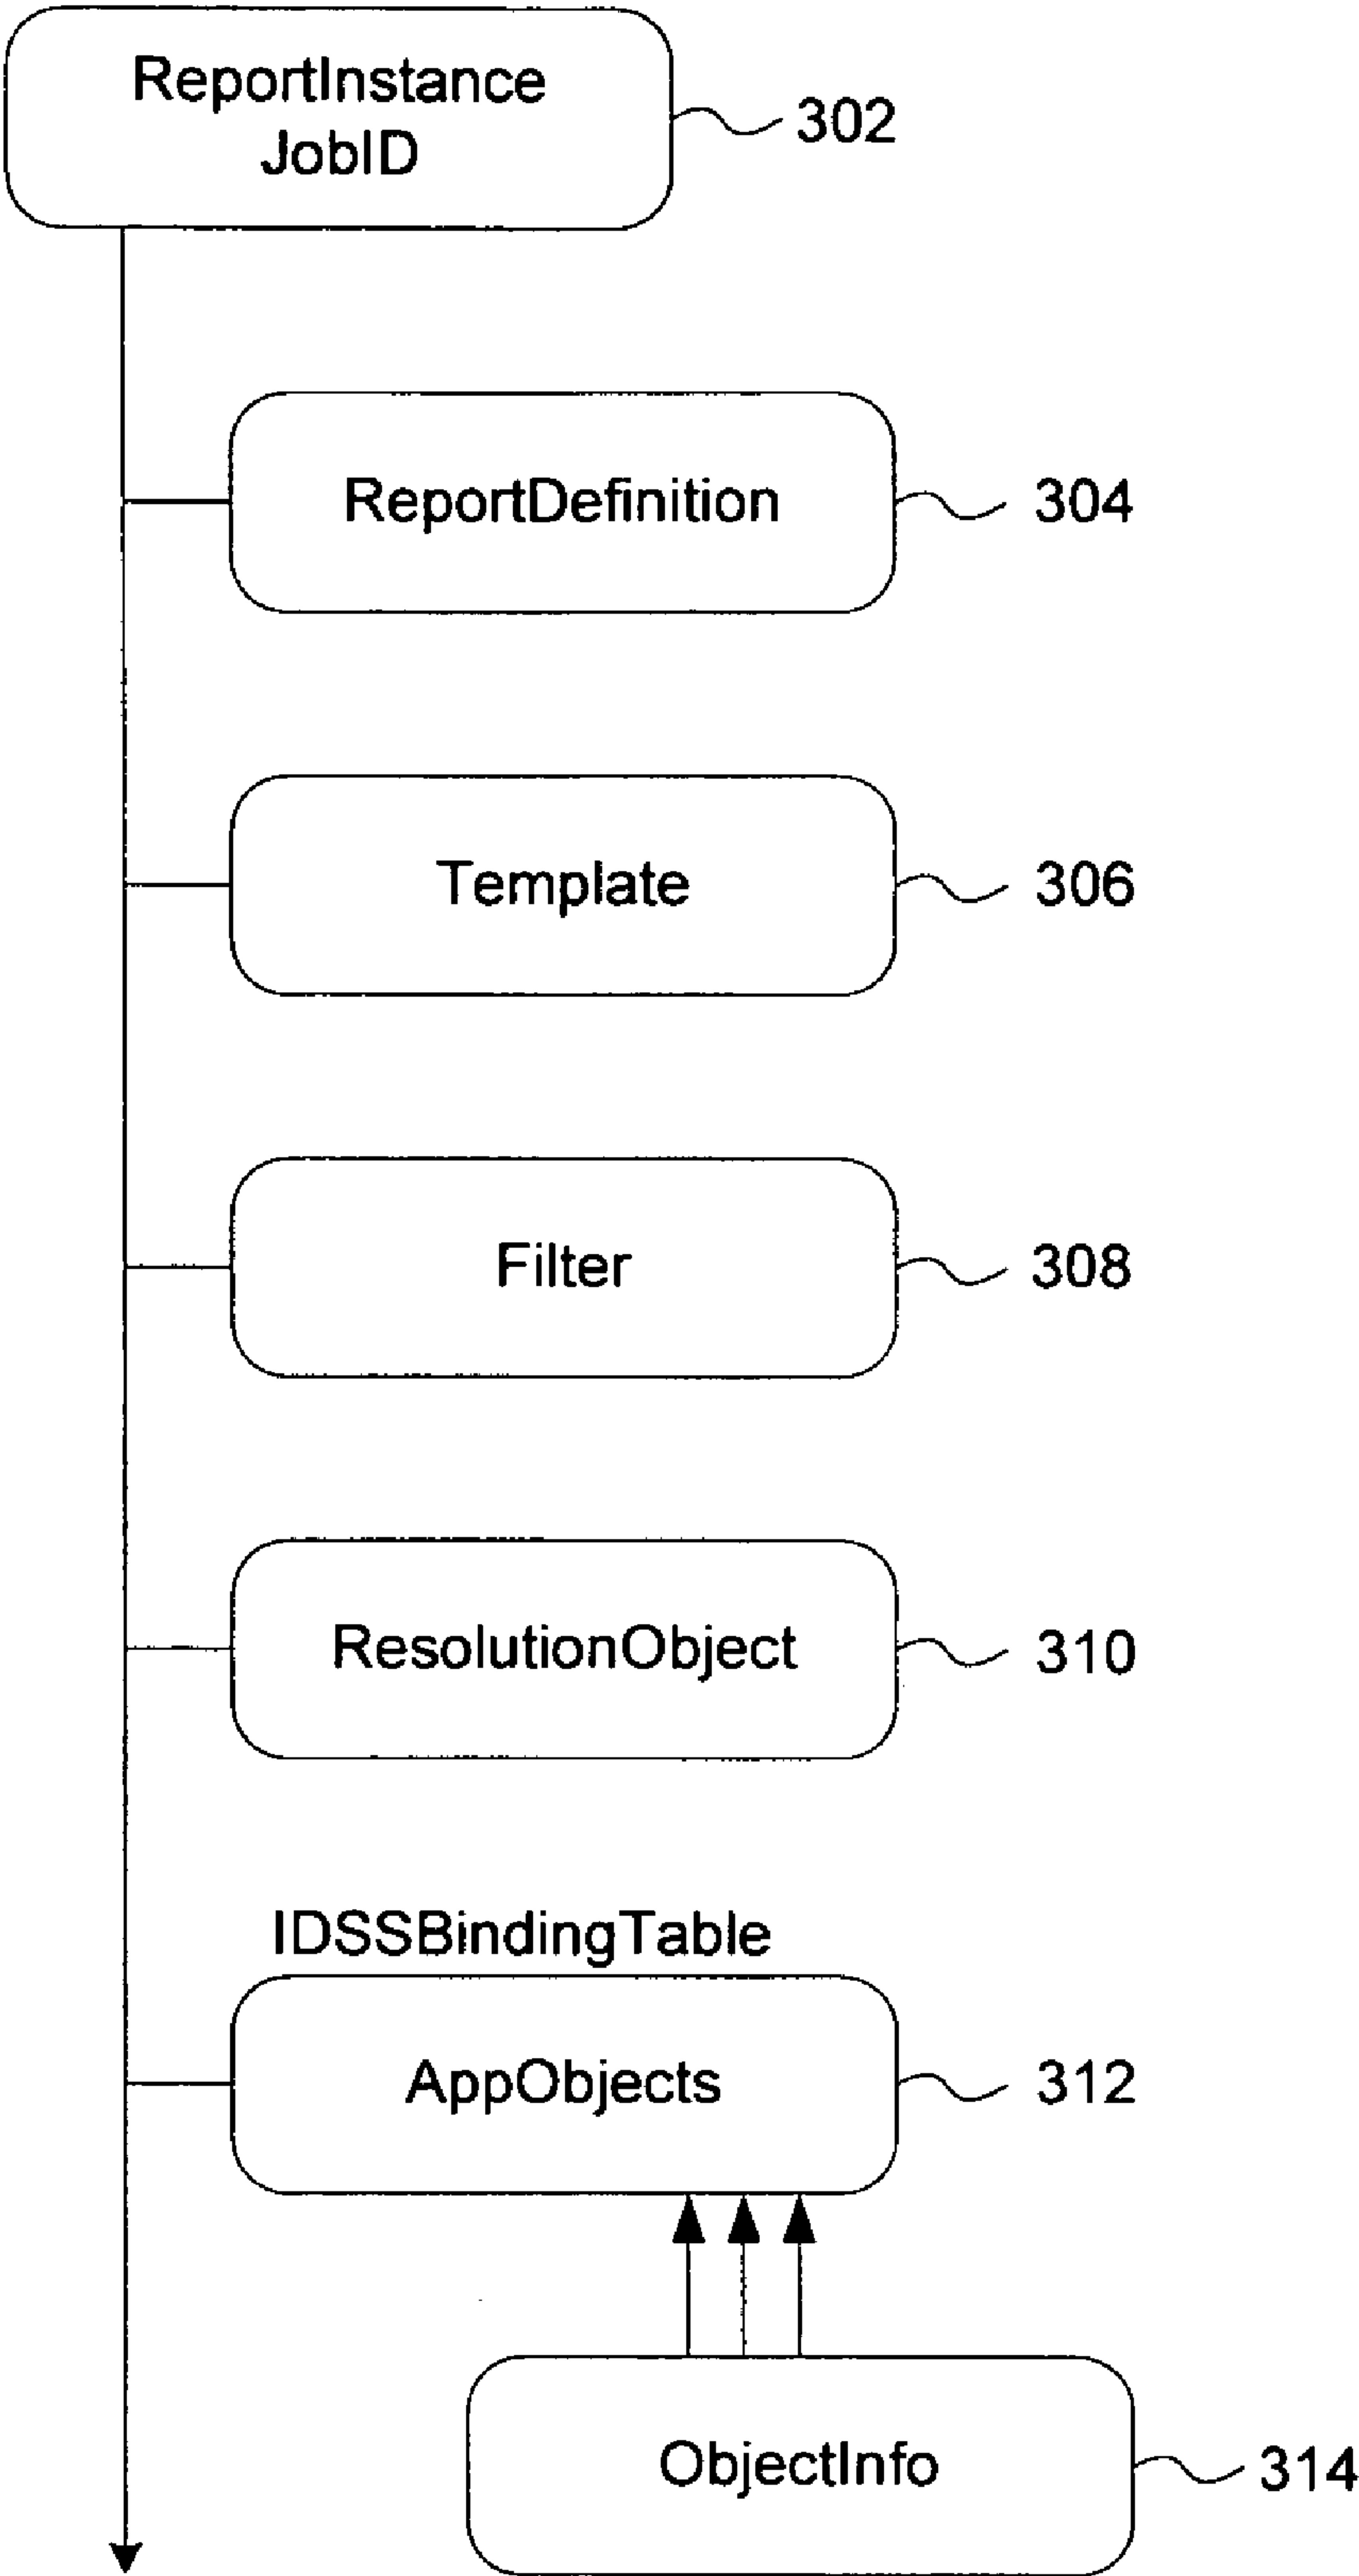 ReportInstance
JobID
302
ReportDefinition
304
Template
306
Filter
308
ResolutionObject
310
IDSSBindingTable
AppObjects
312
ObjectInfo
314